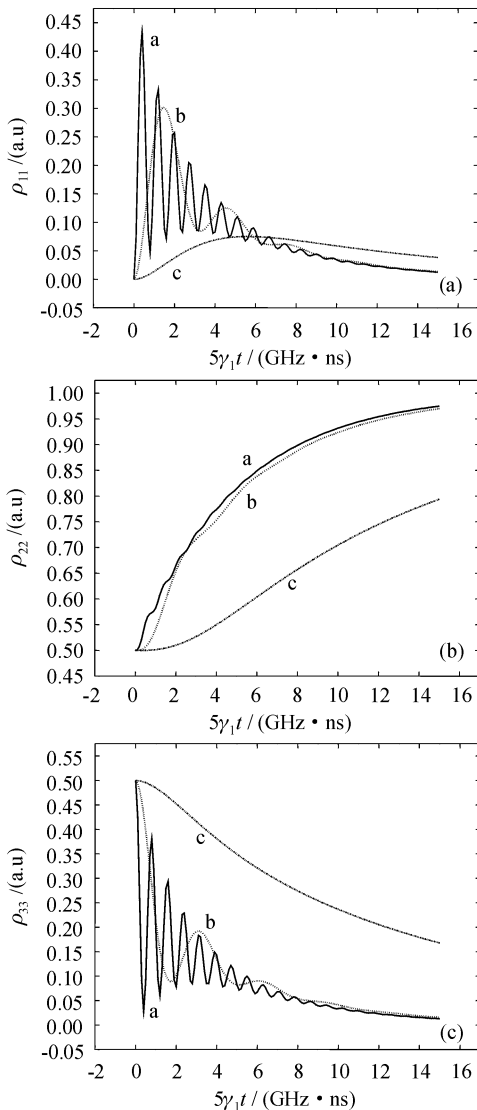 0.45
0.40
0.35
0.30
0.25
0.20
0.15
0.10
0.05
0.00
-0.05
ρ11 /(a.u)
a
b
c
(a)
-2 0 2 4 6 8 10 12 14 16
5γ1t / (GHz • ns)
1.00
0.95
0.90
0.85
0.80
0.75
0.70
0.65
0.60
0.55
0.50
0.45
ρ22 /(a.u)
a
b
c
(b)
-2 0 2 4 6 8 10 12 14 16
5γ1t / (GHz • ns)
0.55
0.50
0.45
0.40
0.35
0.30
0.25
0.20
0.15
0.10
0.05
0.00
-0.05
ρ33 /(a.u)
c
b
a
(c)
-2 0 2 4 6 8 10 12 14 16
5γ1t / (GHz • ns)